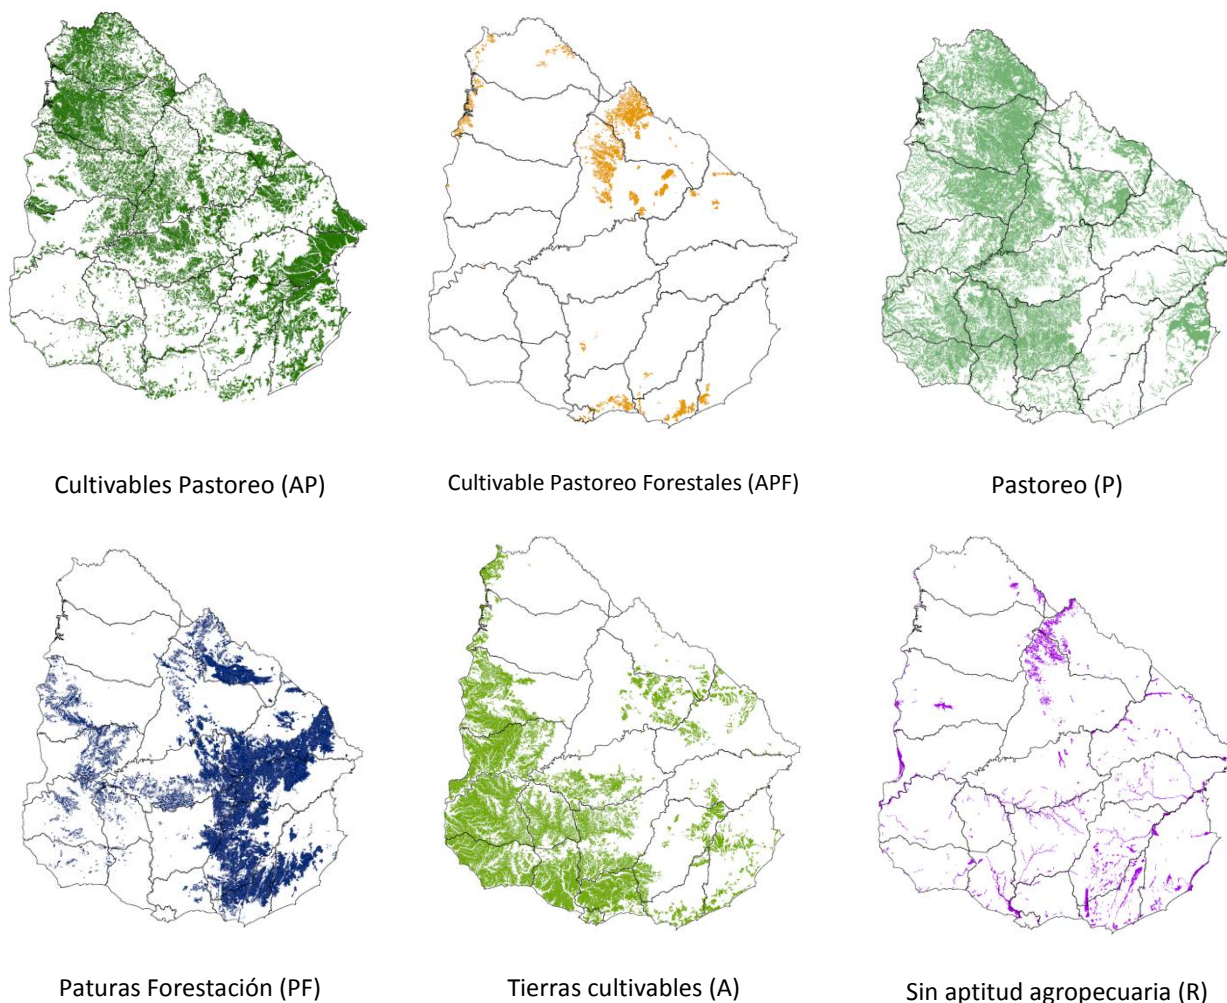 Cultivables Pastoreo (AP)
Cultivable Pastoreo Forestales (APF)
Pastoreo (P)
Paturas Forestación (PF)
Tierras cultivables (A)
Sin aptitud agropecuaria (R)